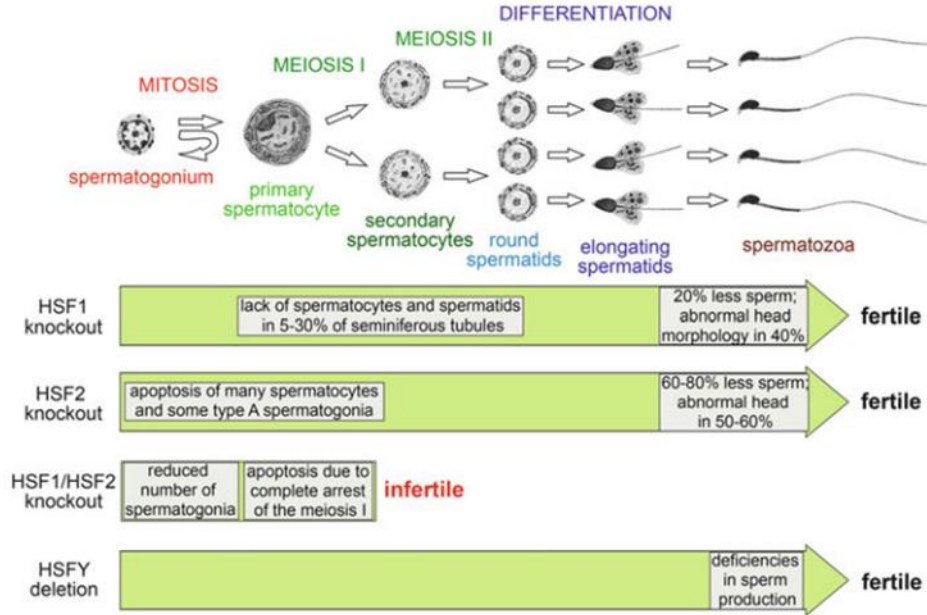 DIFFERENTIATION
MEIOSIS II
MEIOSIS I
MITOSIS
spermatogonium
primary
spermatocyte
secondary
spermatocytes
round
spermatids
elongating
spermatids
spermatozoa
HSF1
knockout
lack of spermatocytes and spermatids
in 5-30% of seminiferous tubules
20% less sperm;
abnormal head
morphology in 40%
fertile
HSF2
knockout
apoptosis of many spermatocytes
and some type A spermatogonia
60-80% less sperm;
abnormal head
in 50-60%
fertile
HSF1/HSF2
knockout
reduced
number of
spermatogonia
apoptosis due to
complete arrest
of the meiosis I
infertile
HSFY
deletion
deficiencies
in sperm
production
fertile